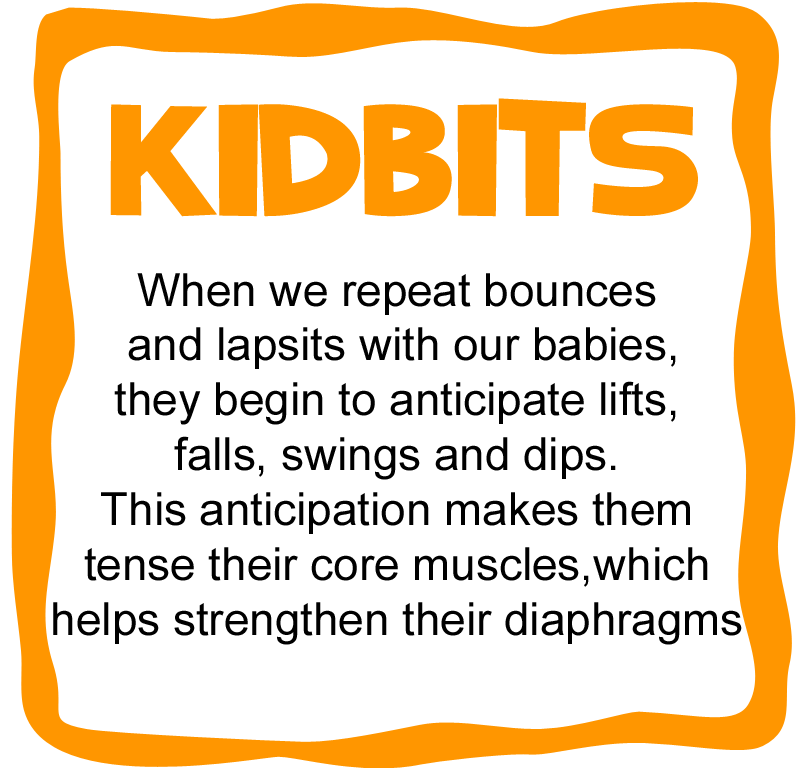 KIDBITS
When we repeat bounces
and lapsits with our babies,
they begin to anticipate lifts,
falls, swings and dips.
This anticipation makes them
tense their core muscles,which
helps strengthen their diaphragms